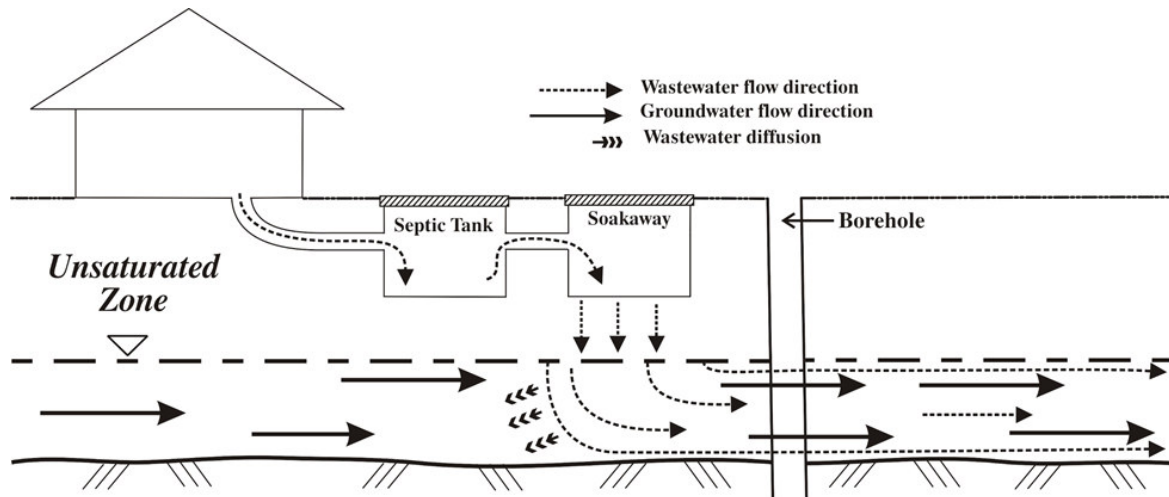 Wastewater flow direction
Groundwater flow direction
Wastewater diffusion
Septic Tank
Soakaway
Borehole
Unsaturated
Zone